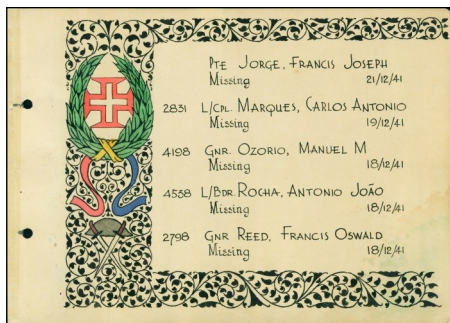 Pte Jorge, Francis Joseph
Missing 21/12/41
2831 L/Cpl. Marques, Carlos Antonio
Missing 19/12/41
4198 Gnr. Ozorio, Manuel M
Missing 18/12/41
4538 L/Bdr. Rocha, Antonio João
Missing 18/12/41
2798 Gnr Reed, Francis Oswald
Missing 18/12/41